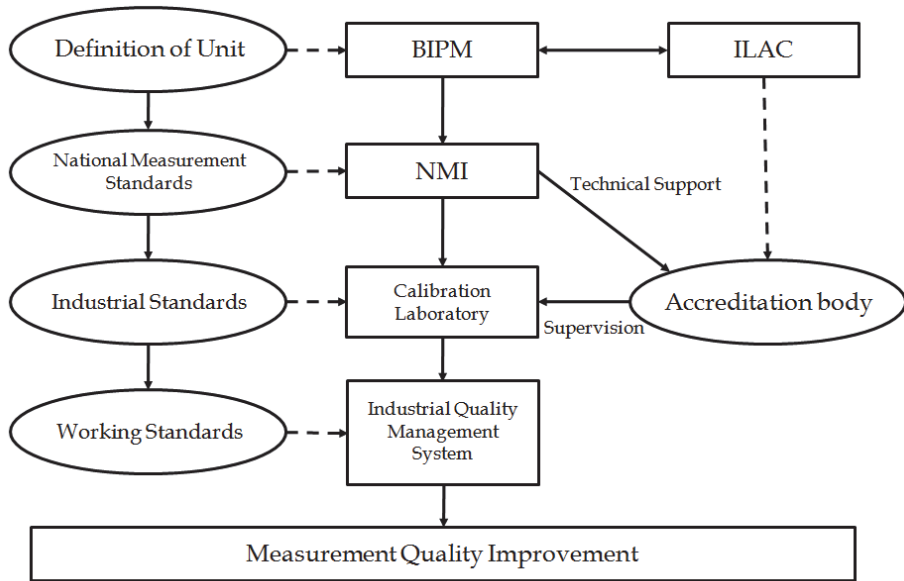 Definition of Unit
BIPM
ILAC
National Measurement
Standards
NMI
Technical Support
Industrial Standards
Calibration
Laboratory
Supervision
Accreditation body
Working Standards
Industrial Quality
Management
System
Measurement Quality Improvement